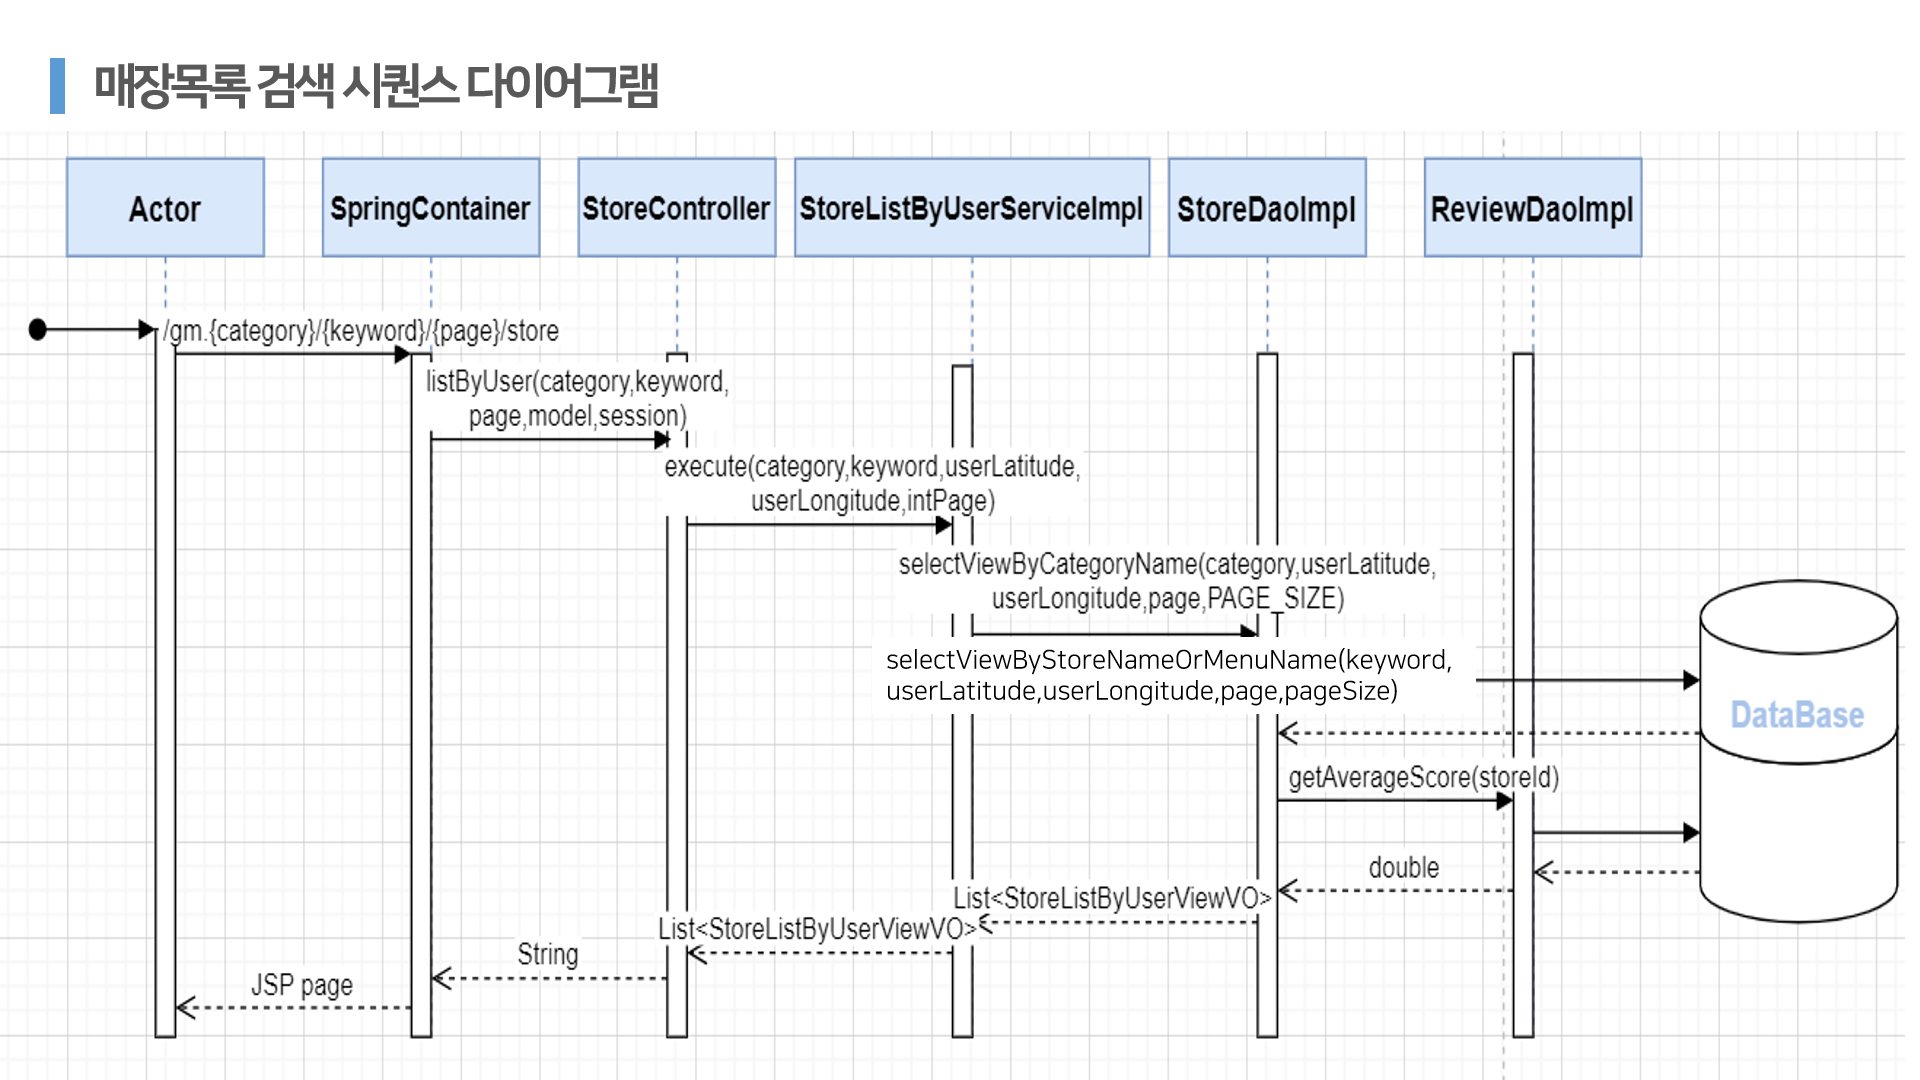 매장목록 검색 시퀀스 다이어그램
Actor
SpringContainer
StoreController
StoreListByUserServiceImpl
StoreDaoImpl
ReviewDaoImpl
/gm.{category}/{keyword}/{page}/store
listByUser(category,keyword,
page,model,session)
execute(category,keyword,userLatitude,
userLongitude,intPage)
selectViewByCategoryName(category,userLatitude,
userLongitude,page,PAGE_SIZE)
selectViewByStoreNameOrMenuName(keyword,
userLatitude,userLongitude,page,pageSize)
DataBase
getAverageScore(storeId)
double
List<StoreListByUserViewVO>
List<StoreListByUserViewVO>
String
JSP page